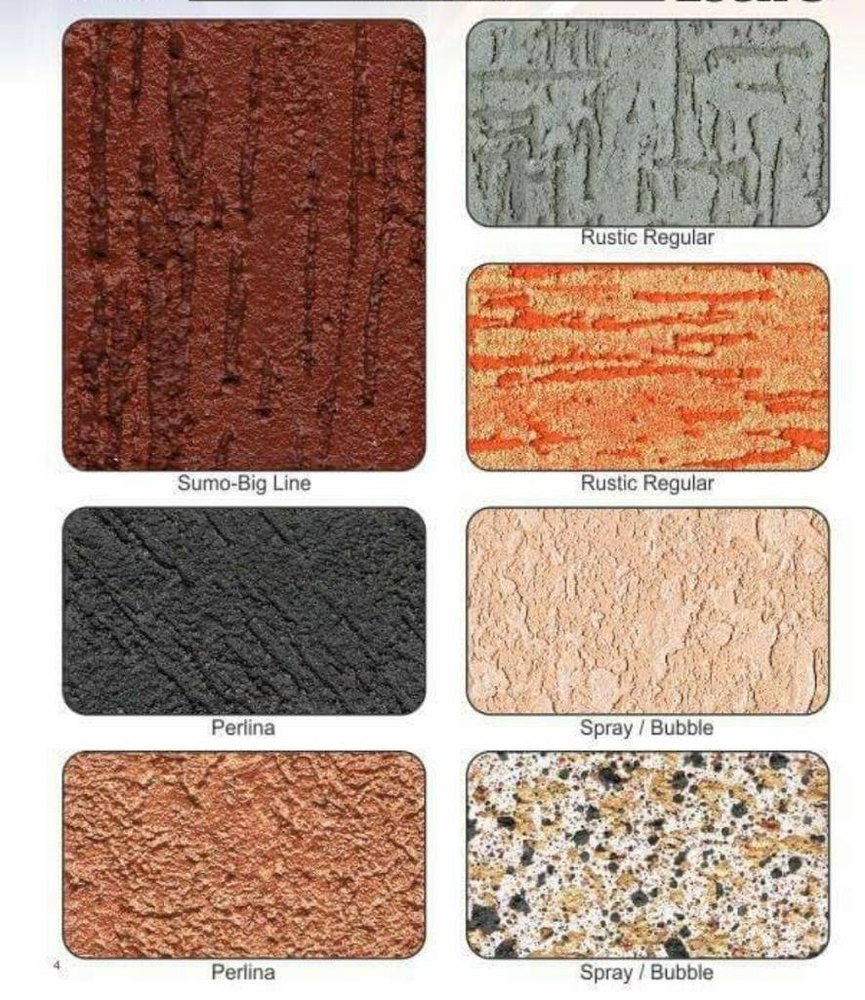 Rustic Regular
Sumo-Big Line
Rustic Regular
Perlina
Spray / Bubble
4
Perlina
Spray / Bubble